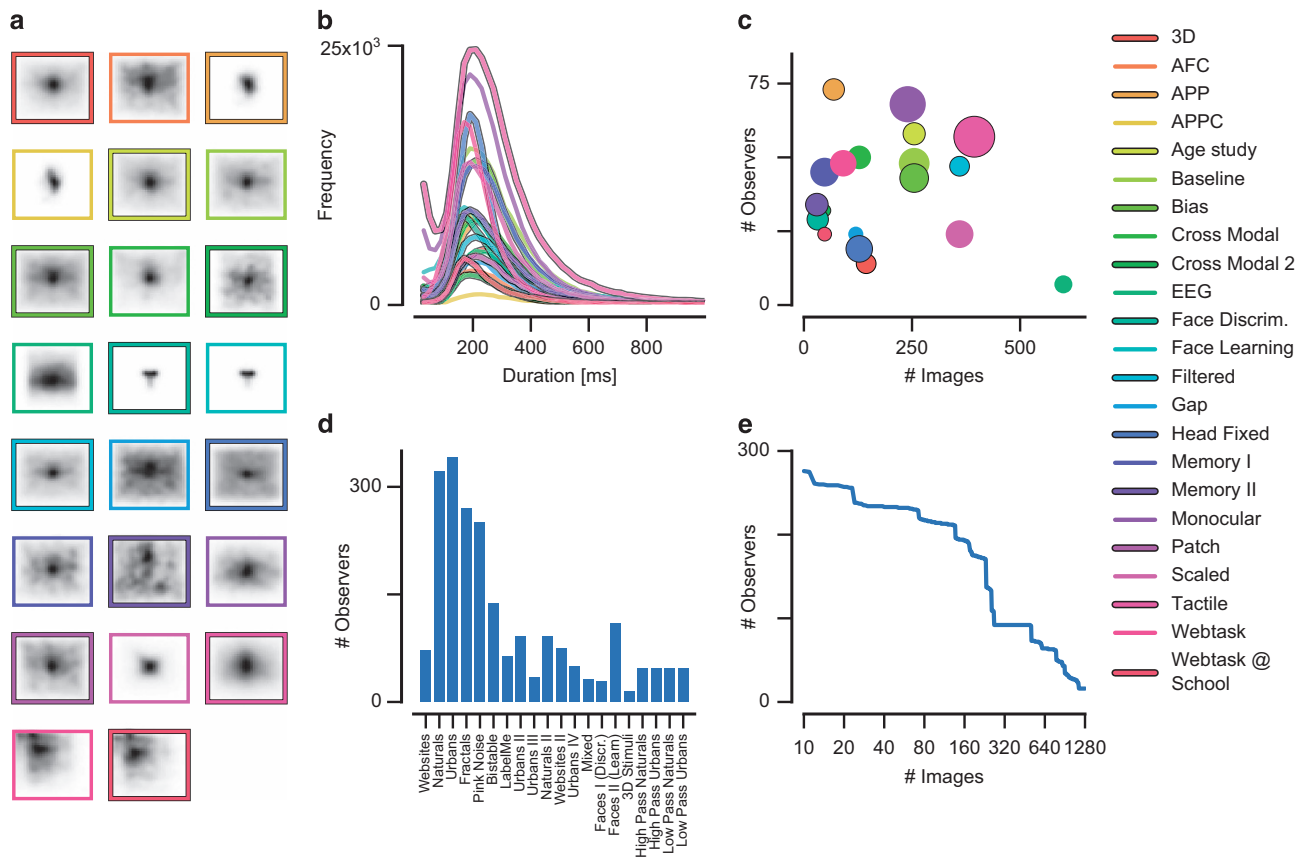 a
b
25x10³
Frequency
0
200
400
600
800
Duration [ms]
c
75
# Observers
0
0
250
500
# Images
3D
AFC
APP
APPC
Age study
Baseline
Bias
Cross Modal
Cross Modal 2
EEG
Face Discrim.
Face Learning
Filtered
Gap
Head Fixed
Memory I
Memory II
Monocular
Patch
Scaled
Tactile
Webtask
Webtask @
School
d
300
# Observers
0
Websites
Naturals
Urbans
Fractals
Pink Noise
Bistable
LabelMe
Urbans II
Urbans III
Naturals II
Websites II
Urbans IV
Mixed
Faces I (Discr.)
Faces II (Learn)
3D Stimuli
High Pass Naturals
High Pass Urbans
Low Pass Naturals
Low Pass Urbans
e
300
# Observers
0
10
20
40
80
160
320
640
1280
# Images